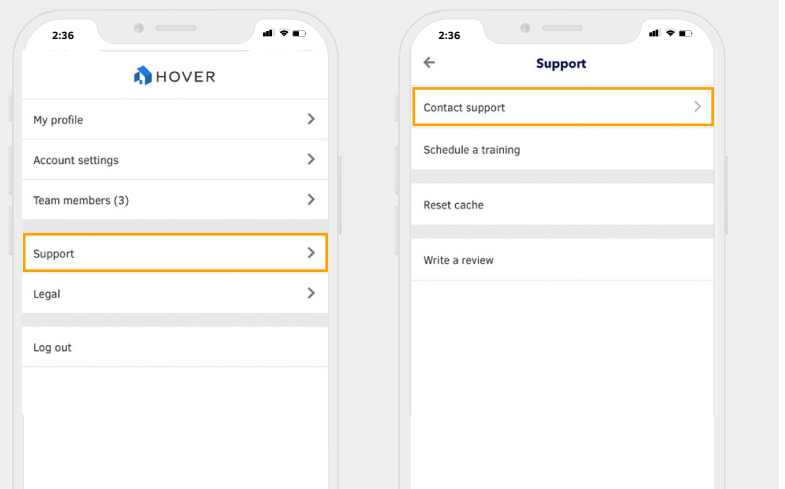 2:36
HOVER
My profile
Account settings
Team members (3)
Support
Legal
Log out
2:36
Support
Contact support
Schedule a training
Reset cache
Write a review